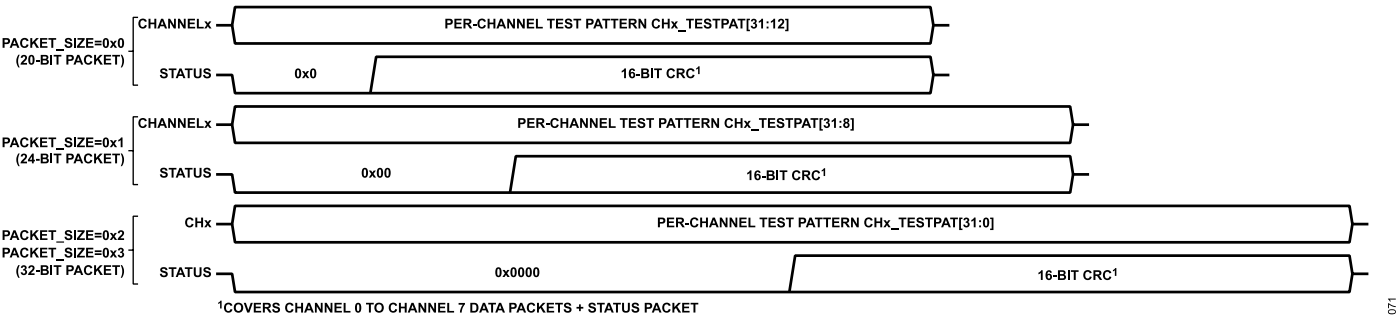 CHANNELx
PER-CHANNEL TEST PATTERN CHx_TESTPAT[31:12]
PACKET_SIZE=0x0
(20-BIT PACKET)
STATUS
0x0
16-BIT CRC1
CHANNELx
PER-CHANNEL TEST PATTERN CHx_TESTPAT[31:8]
PACKET_SIZE=0x1
(24-BIT PACKET)
STATUS
0x00
16-BIT CRC1
CHx
PER-CHANNEL TEST PATTERN CHx_TESTPAT[31:0]
PACKET_SIZE=0x2
PACKET_SIZE=0x3
(32-BIT PACKET)
STATUS
0x0000
16-BIT CRC1
1COVERS CHANNEL 0 TO CHANNEL 7 DATA PACKETS + STATUS PACKET
071